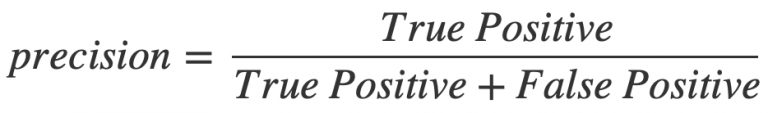 precision = True Positive / True Positive + False Positive